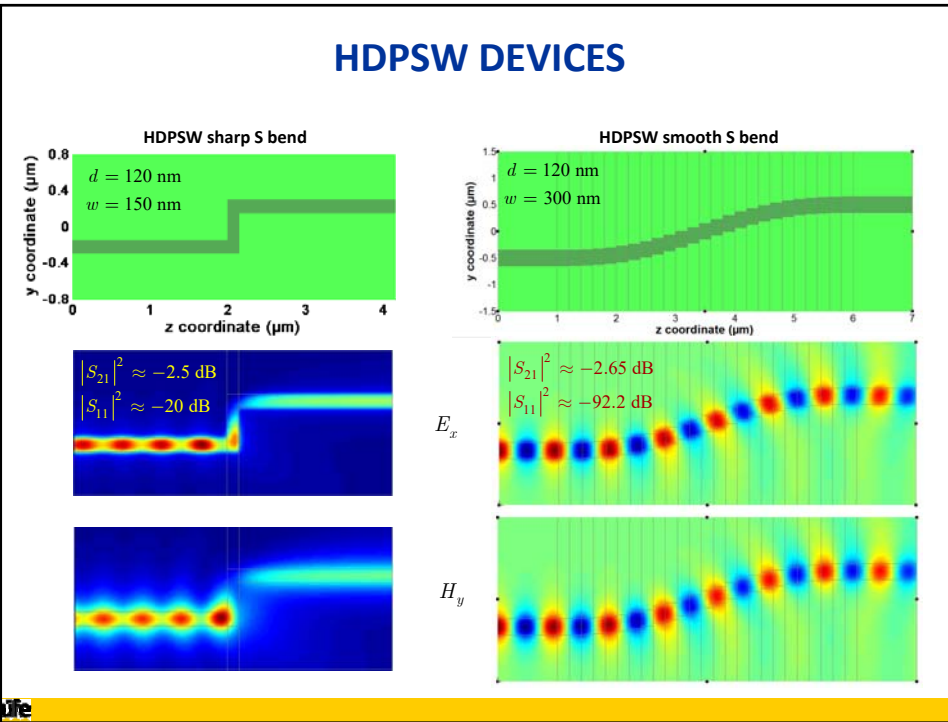 HDPSW DEVICES
HDPSW sharp S bend
d = 120 nm
w = 150 nm
y coordinate (μm)
0.8
0.4
0
-0.4
-0.8
0 1 2 3 4
z coordinate (μm)
|S₂₁|² ≈ −2.5 dB
|S₁₁|² ≈ −20 dB
HDPSW smooth S bend
d = 120 nm
w = 300 nm
y coordinate (μm)
1.5
1
0.5
0
-0.5
-1
-1.5
0 1 2 3 4 5 6 7
z coordinate (μm)
|S₂₁|² ≈ −2.65 dB
|S₁₁|² ≈ −92.2 dB
Eₓ
H_y